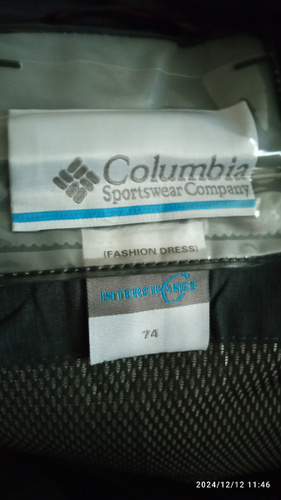 Columbia
Sportswear Company
(FASHION DRESS)
INTERCHANGE
74
2024/12/12 11:46